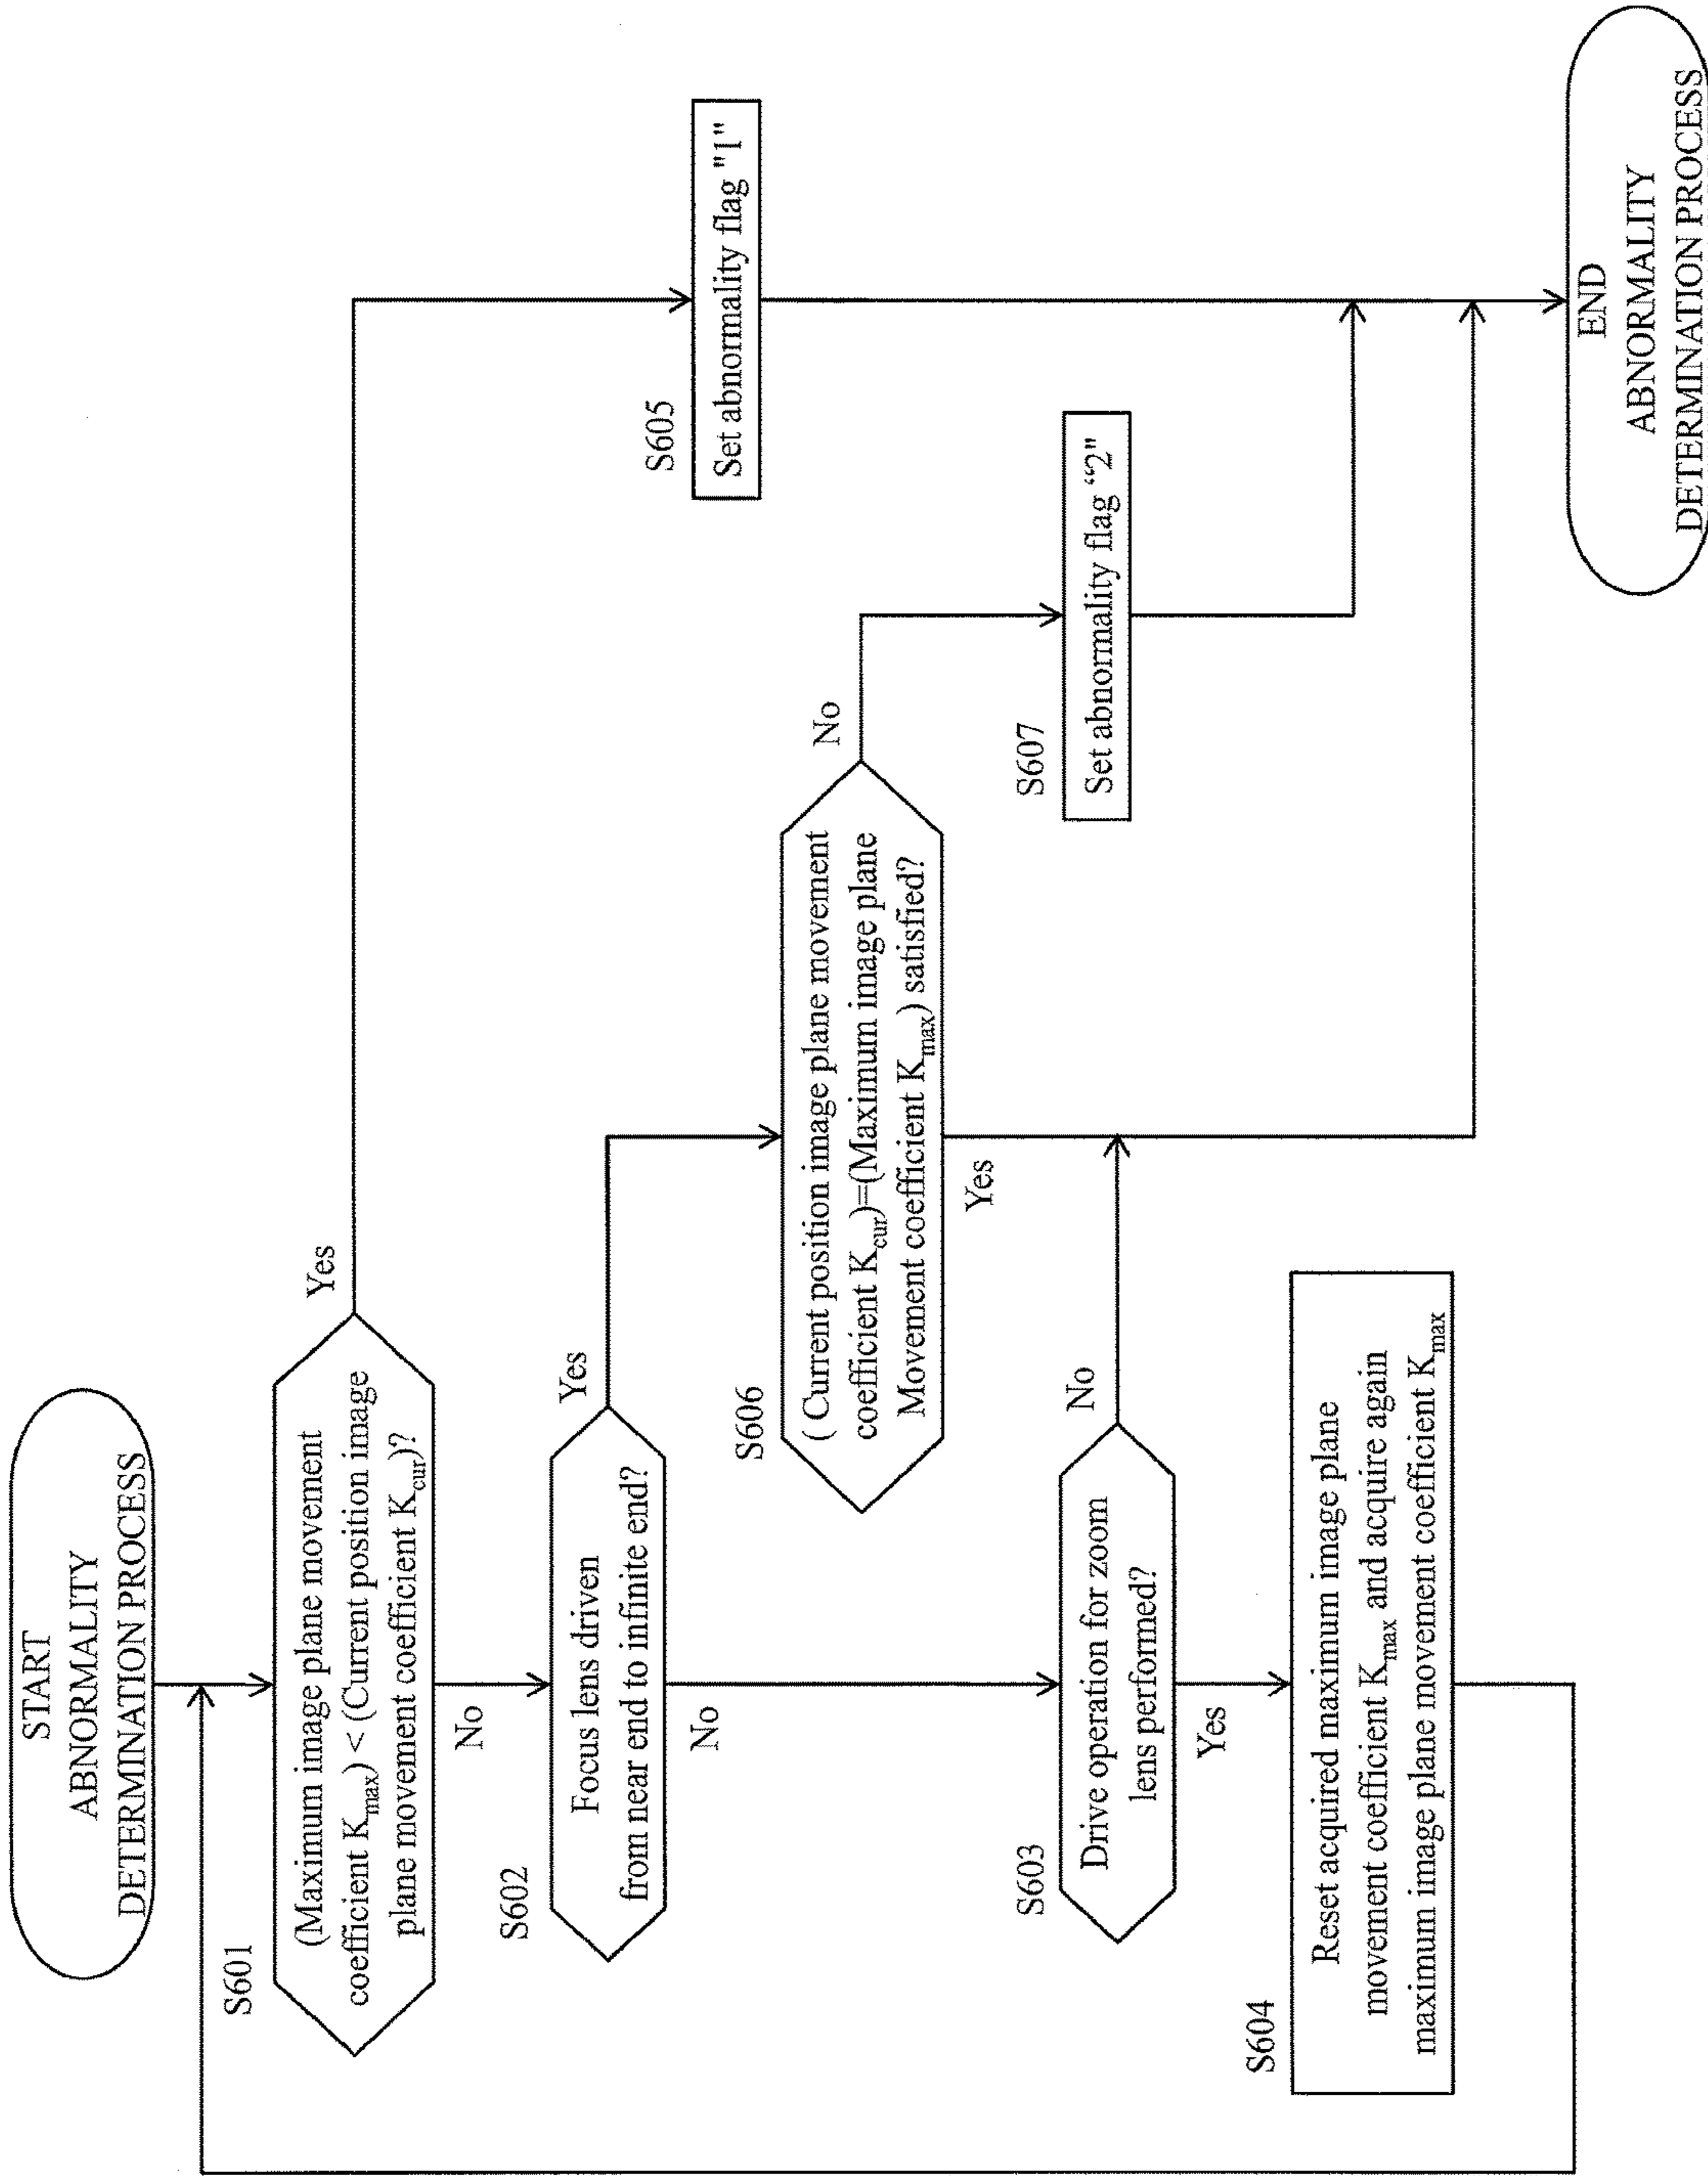 START
ABNORMALITY
DETERMINATION PROCESS
S601
(Maximum image plane movement
coefficient Kmax) < (Current position image
plane movement coefficient Kcur)?
Yes
No
S602
Focus lens driven
from near end to infinite end?
Yes
No
S606
( Current position image plane movement
coefficient Kcur)=(Maximum image plane
Movement coefficient Kmax) satisfied?
No
Yes
S605
Set abnormality flag "1"
S607
Set abnormality flag “2"
S603
Drive operation for zoom
lens performed?
No
Yes
S604
Reset acquired maximum image plane
movement coefficient Kmax and acquire again
maximum image plane movement coefficient Kmax
END
ABNORMALITY
DETERMINATION PROCESS